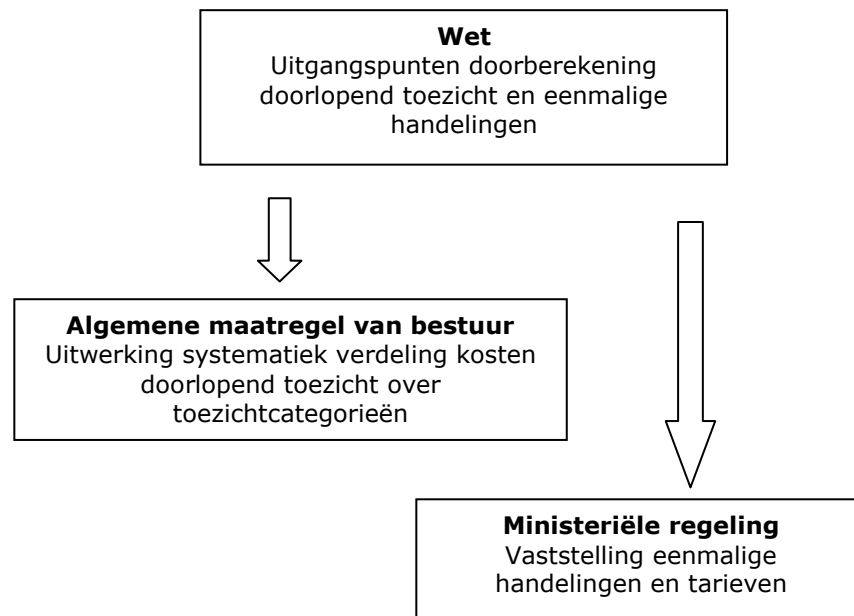 Wet
Uitgangspunten doorberekening
doorlopend toezicht en eenmalige
handelingen
Algemene maatregel van bestuur
Uitwerking systematiek verdeling kosten
doorlopend toezicht over
toezichtcategorieën
Ministeriële regeling
Vaststelling eenmalige
handelingen en tarieven